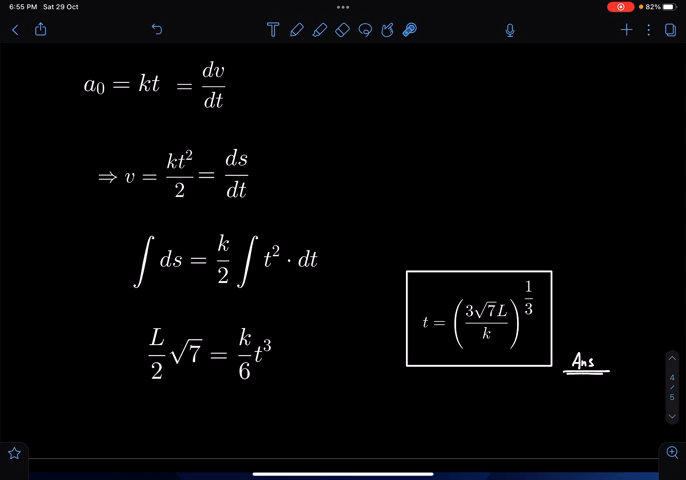 6:55 PM Sat 29 Oct
82%
a₀ = kt = dv/dt
⇒ v = kt²/2 = ds/dt
∫ ds = k/2 ∫ t² · dt
L/2 √7 = k/6 t³
t = (3√7L/k)^(1/3)
Ans
4
/
5